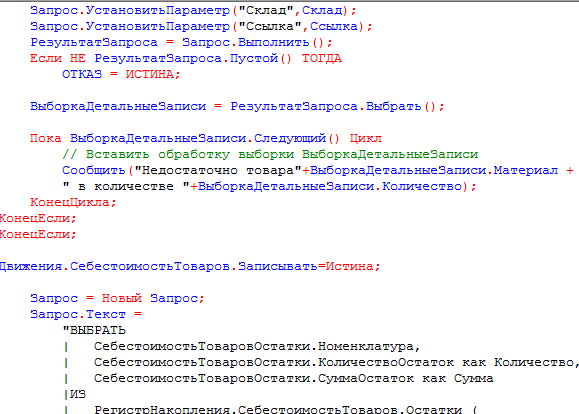 Запрос.УстановитьПараметр("Склад",Склад);
Запрос.УстановитьПараметр("Ссылка",Ссылка);
РезультатЗапроса = Запрос.Выполнить();
Если НЕ РезультатЗапроса.Пустой() ТОГДА
ОТКАЗ = ИСТИНА;
ВыборкаДетальныеЗаписи = РезультатЗапроса.Выбрать();
Пока ВыборкаДетальныеЗаписи.Следующий() Цикл
// Вставить обработку выборки ВыборкаДетальныеЗаписи
Сообщить("Недостаточно товара"+ВыборкаДетальныеЗаписи.Материал +
" в количестве "+ВыборкаДетальныеЗаписи.Количество);
КонецЦикла;
КонецЕсли;
КонецЕсли;
Движения.СебестоимостьТоваров.Записывать=Истина;
Запрос = Новый Запрос;
Запрос.Текст =
"ВЫБРАТЬ
| СебестоимостьТоваровОстатки.Номенклатура,
| СебестоимостьТоваровОстатки.КоличествоОстаток как Количество,
| СебестоимостьТоваровОстатки.СуммаОстаток как Сумма
|ИЗ
| РегистрНакопления.СебестоимостьТоваров.Остатки (